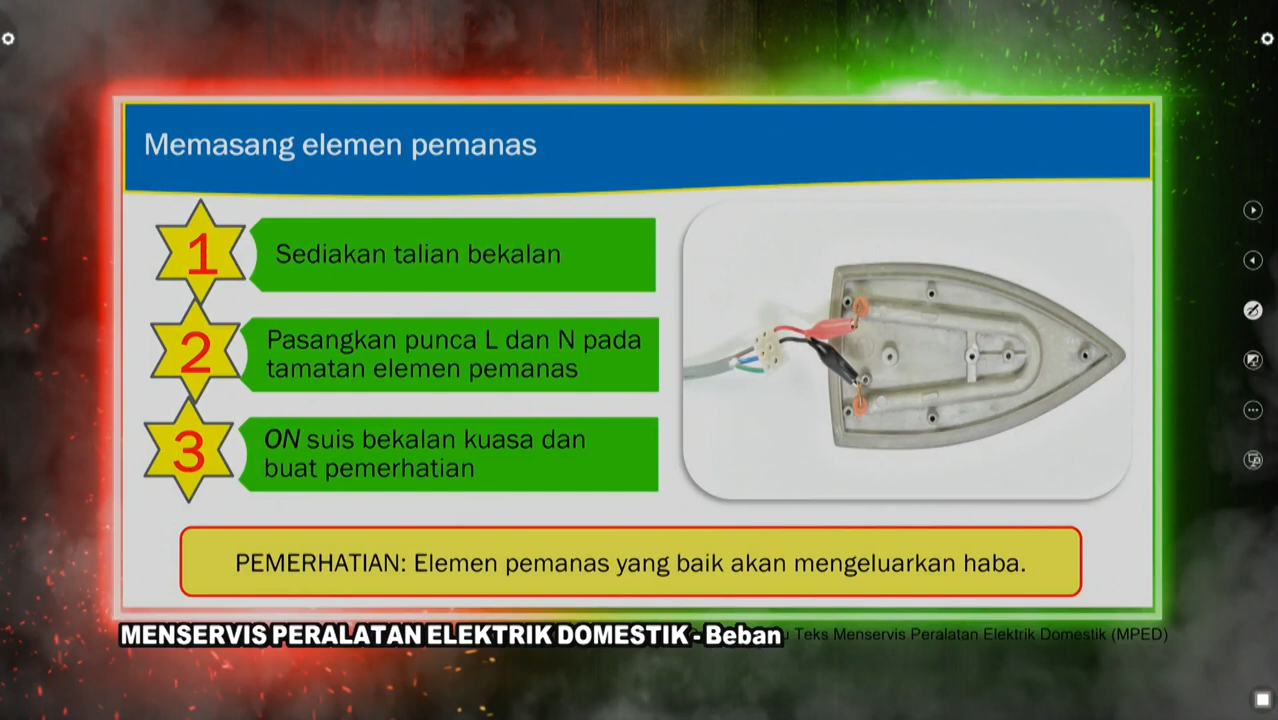 Memasang elemen pemanas
1
Sediakan talian bekalan
2
Pasangkan punca L dan N pada
tamatan elemen pemanas
3
ON suis bekalan kuasa dan
buat pemerhatian
PEMERHATIAN: Elemen pemanas yang baik akan mengeluarkan haba.
MENSERVIS PERALATAN ELEKTRIK DOMESTIK - Beban
Teks Menservis Peralatan Elektrik Domestik (MPED)